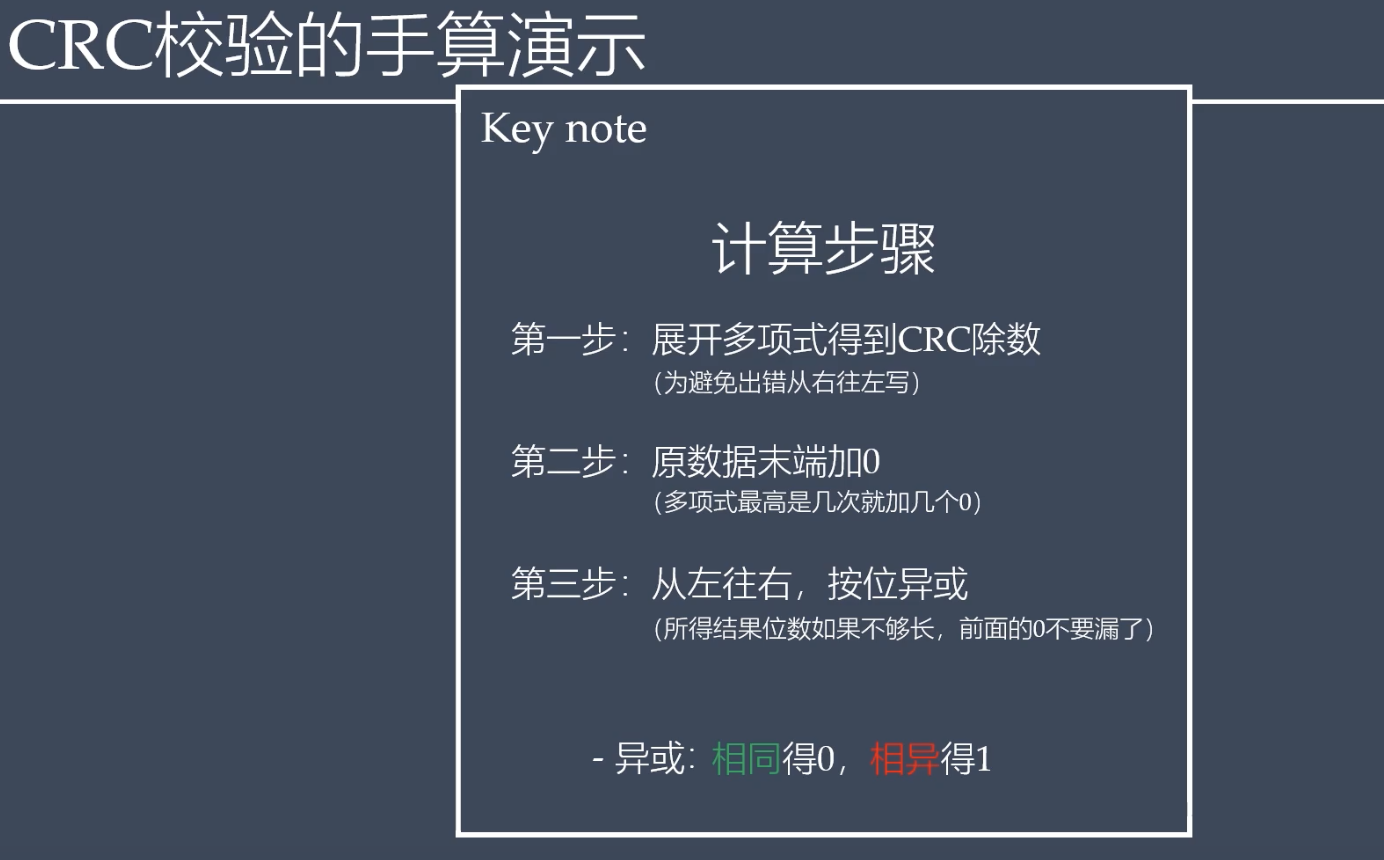 CRC校验的手算演示
Key note
计算步骤
第一步：展开多项式得到CRC除数
（为避免出错从右往左写）
第二步：原数据末端加0
（多项式最高是几次就加几个0）
第三步：从左往右，按位异或
（所得结果位数如果不够长，前面的0不要漏了）
- 异或：相同得0，相异得1